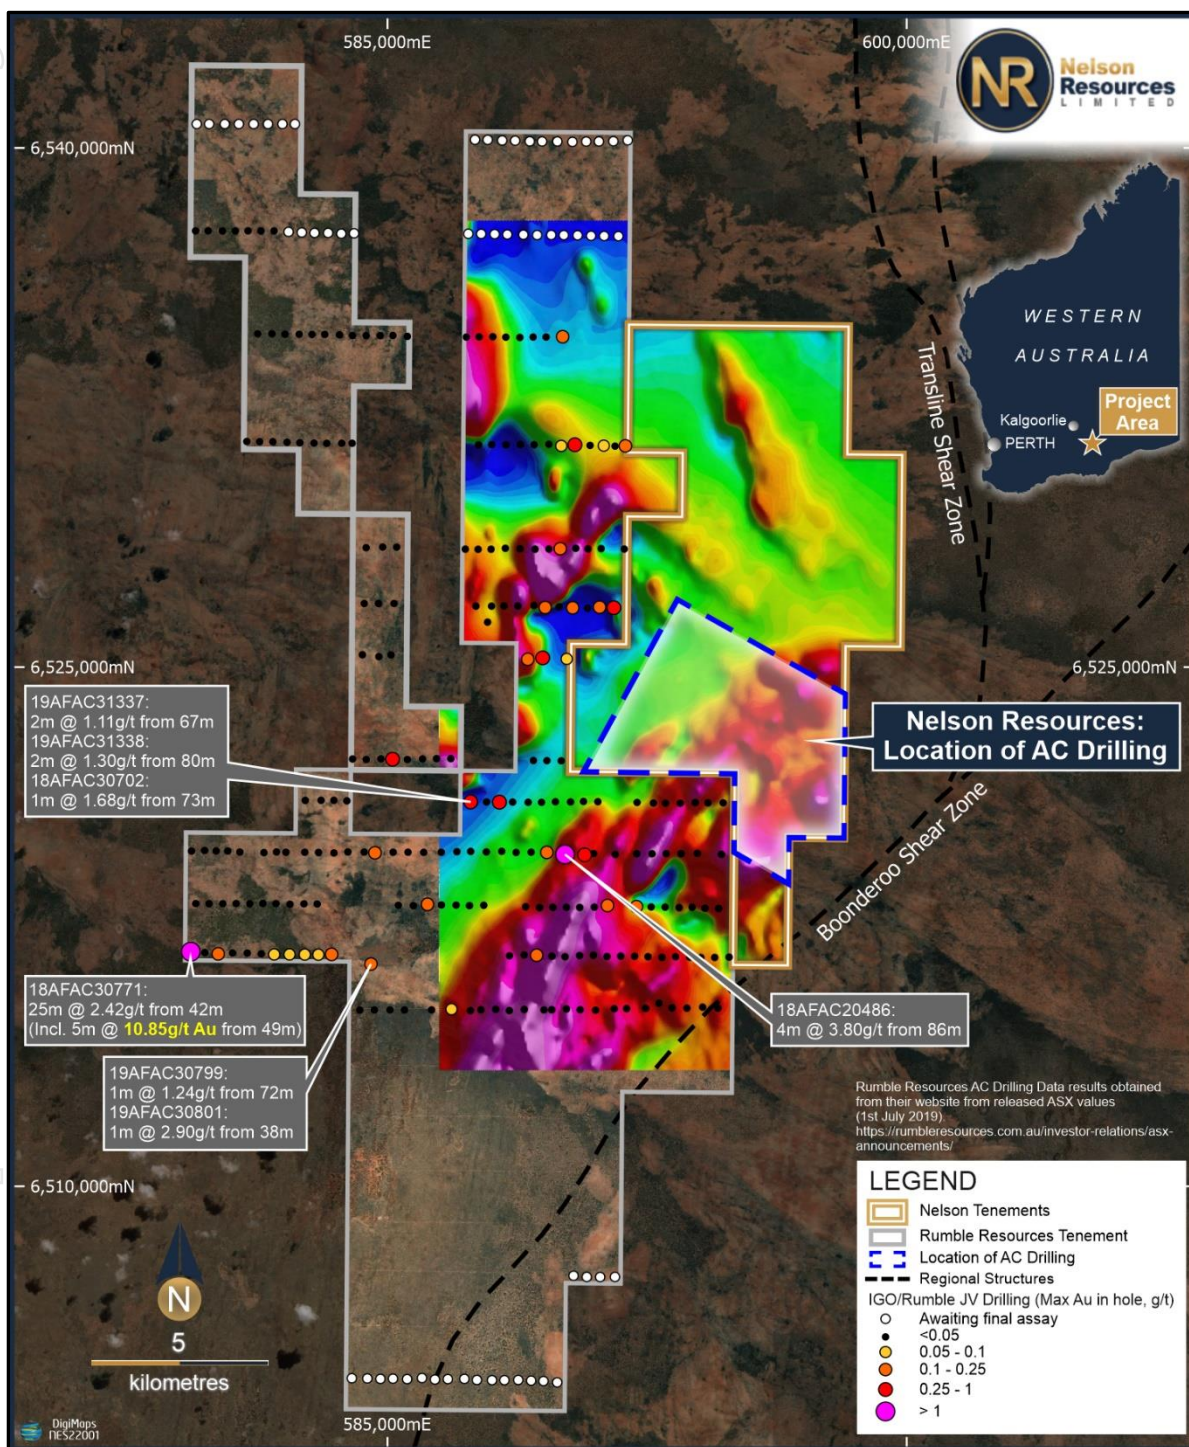 585,000mE
600,000mE
NR
Nelson
Resources
LIMITED
6,540,000mN
WESTERN
AUSTRALIA
Kalgoorlie
PERTH
Project
Area
Transline Shear Zone
6,525,000mN
6,525,000mN
19AFAC31337:
2m @ 1.11g/t from 67m
19AFAC31338:
2m @ 1.30g/t from 80m
18AFAC30702:
1m @ 1.68g/t from 73m
Nelson Resources:
Location of AC Drilling
Boonderoo Shear Zone
18AFAC30771:
25m @ 2.42g/t from 42m
(Incl. 5m @ 10.85g/t Au from 49m)
18AFAC20486:
4m @ 3.80g/t from 86m
19AFAC30799:
1m @ 1.24g/t from 72m
19AFAC30801:
1m @ 2.90g/t from 38m
Rumble Resources AC Drilling Data results obtained
from their website from released ASX values
(1st July 2019).
https://rumbleresources.com.au/investor-relations/asx-
announcements/
6,510,000mN
LEGEND
Nelson Tenements
Rumble Resources Tenement
Location of AC Drilling
Regional Structures
IGO/Rumble JV Drilling (Max Au in hole, g/t)
Awaiting final assay
<0.05
0.05 - 0.1
0.1 - 0.25
0.25 - 1
> 1
N
5
kilometres
585,000mE
DigiMaps
NES22001